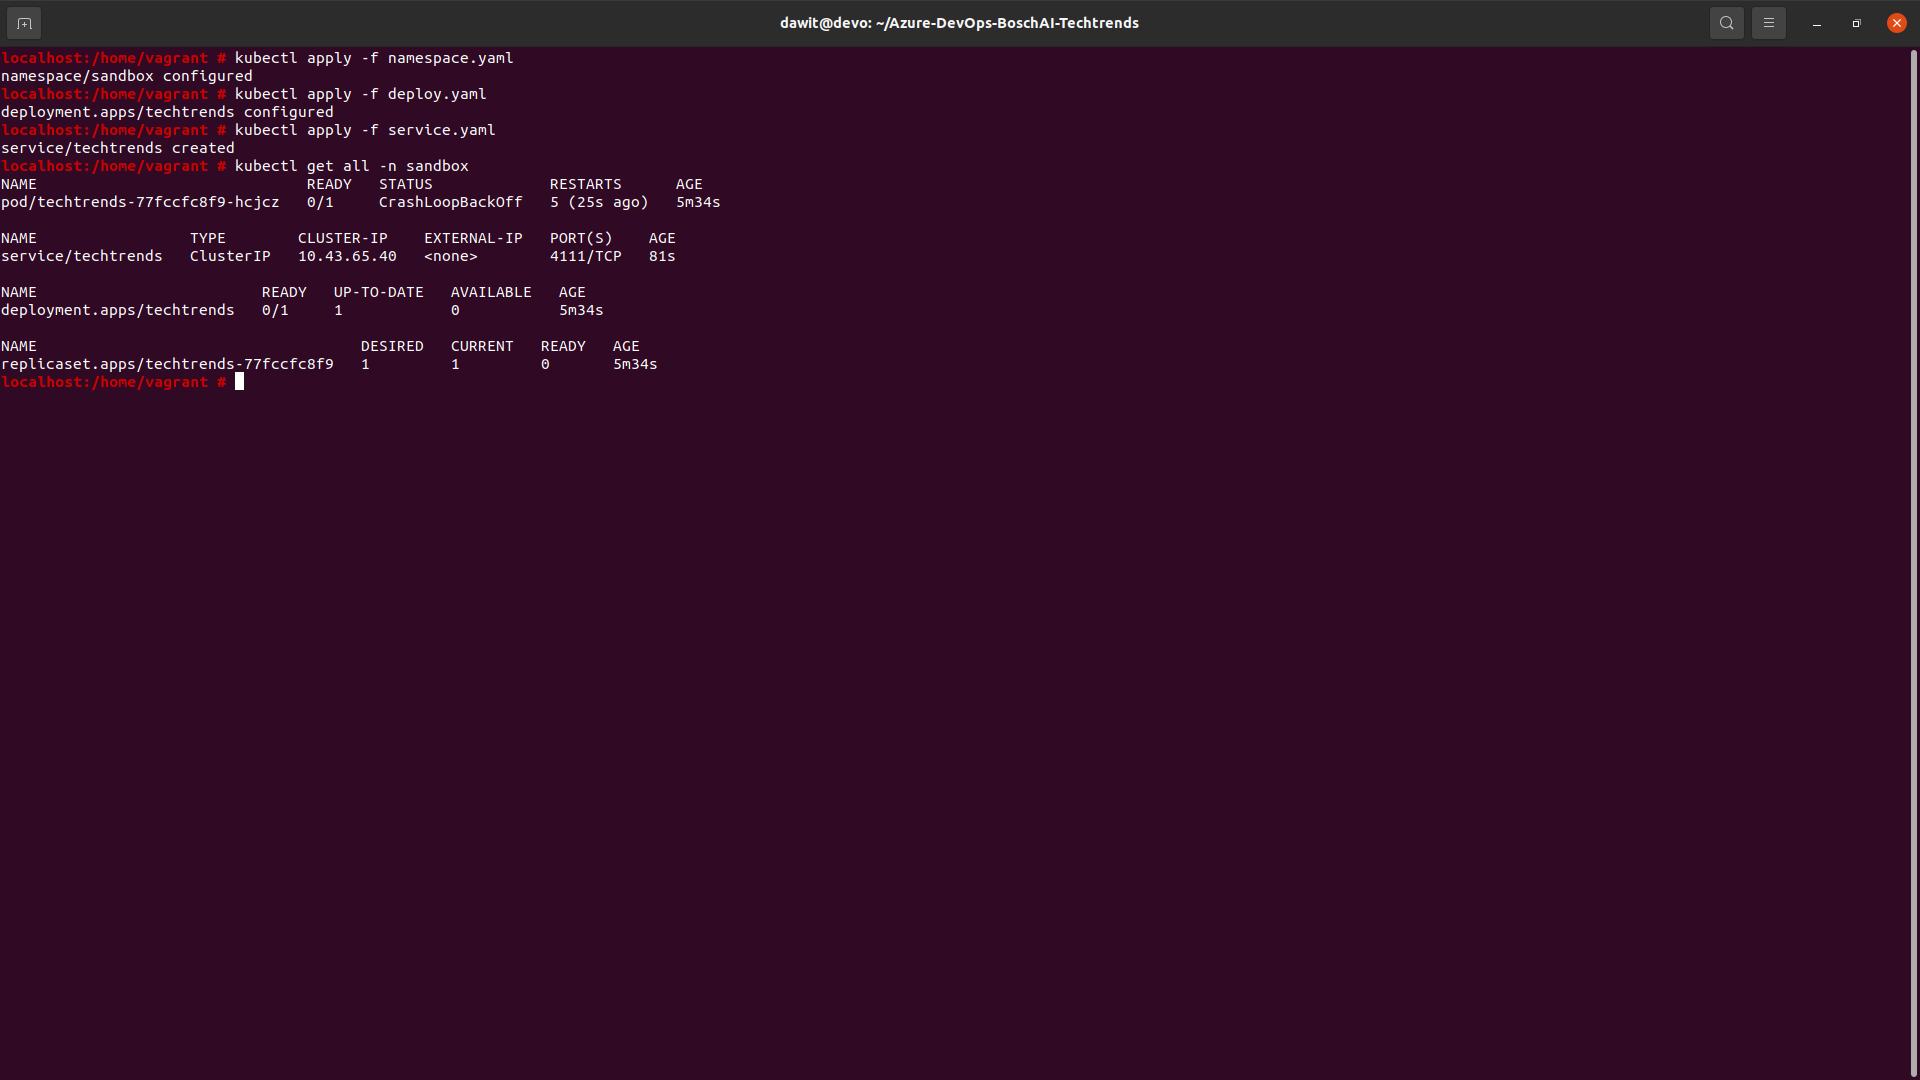 dawit@devo: ~/Azure-DevOps-BoschAI-Techtrends
localhost:/home/vagrant # kubectl apply -f namespace.yaml
namespace/sandbox configured
localhost:/home/vagrant # kubectl apply -f deploy.yaml
deployment.apps/techtrends configured
localhost:/home/vagrant # kubectl apply -f service.yaml
service/techtrends created
localhost:/home/vagrant # kubectl get all -n sandbox
NAME                              READY   STATUS             RESTARTS      AGE
pod/techtrends-77fccfc8f9-hcjcz   0/1     CrashLoopBackOff   5 (25s ago)   5m34s

NAME                 TYPE        CLUSTER-IP    EXTERNAL-IP   PORT(S)    AGE
service/techtrends   ClusterIP   10.43.65.40   <none>        4111/TCP   81s

NAME                         READY   UP-TO-DATE   AVAILABLE   AGE
deployment.apps/techtrends   0/1     1            0           5m34s

NAME                                    DESIRED   CURRENT   READY   AGE
replicaset.apps/techtrends-77fccfc8f9   1         1         0       5m34s
localhost:/home/vagrant #